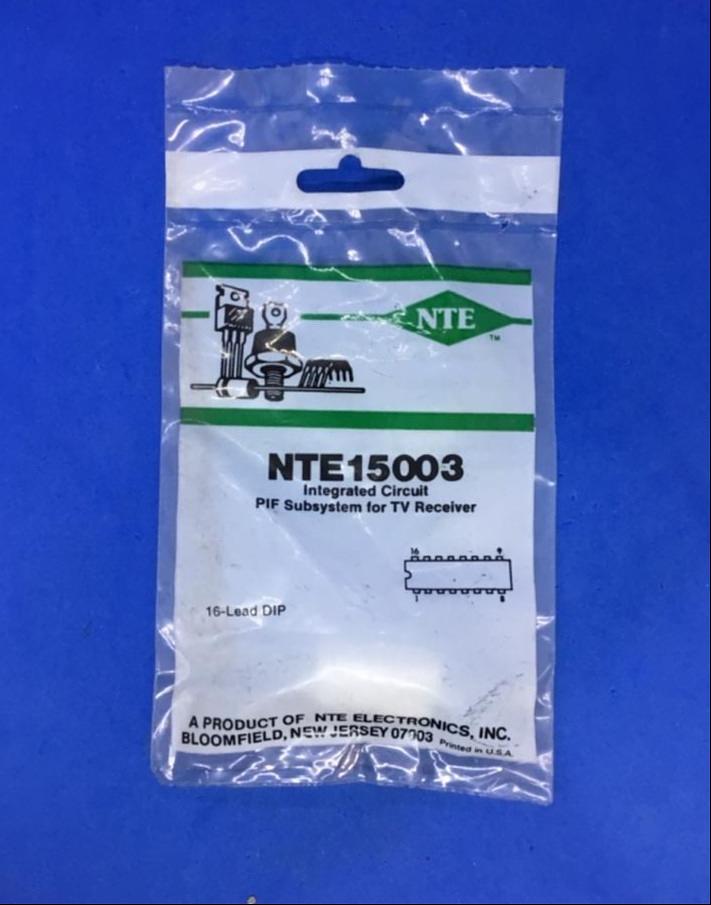 NTE
TM
NTE15003
Integrated Circuit
PIF Subsystem for TV Receiver
16 9
1 8
16-Lead DIP
A PRODUCT OF NTE ELECTRONICS, INC.
BLOOMFIELD, NEW JERSEY 07003 Printed in U.S.A.